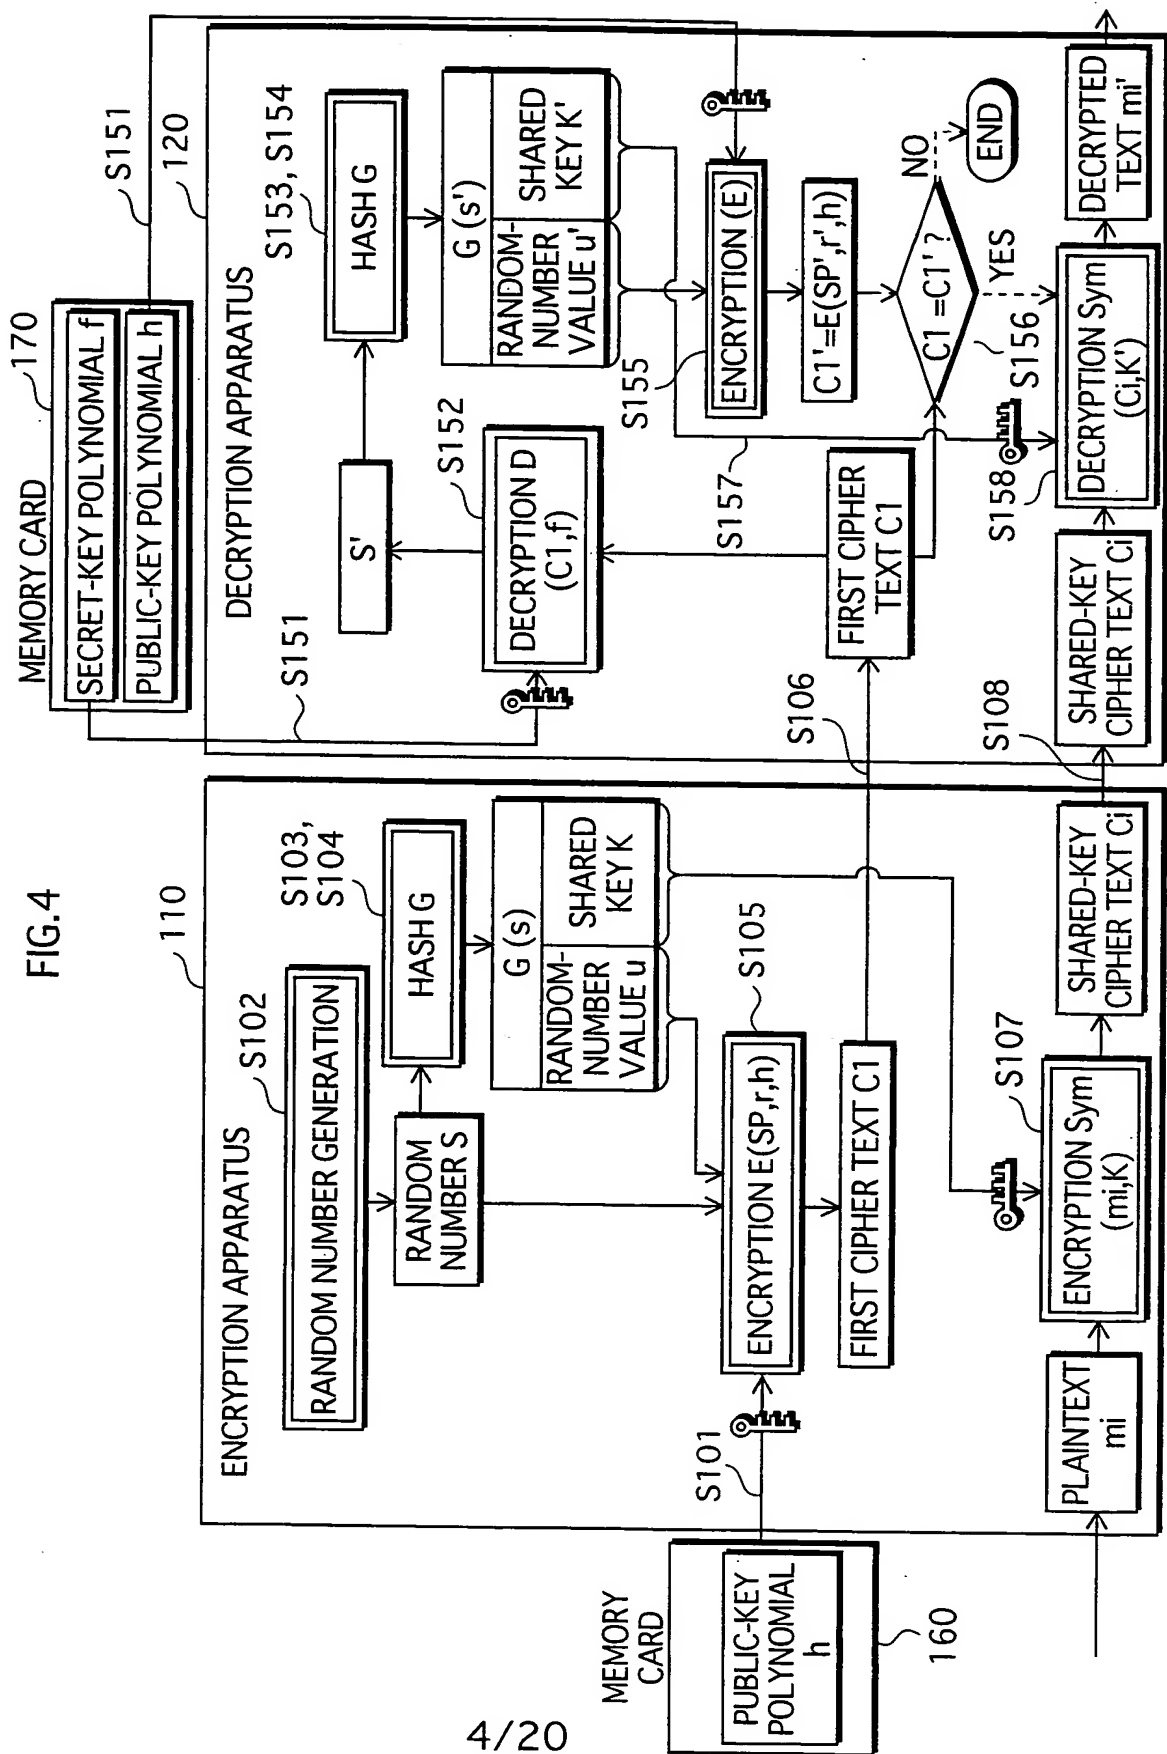 FIG.4
MEMORY
CARD
PUBLIC-KEY
POLYNOMIAL
h
160
S101
110
ENCRYPTION APPARATUS
S102
RANDOM NUMBER GENERATION
RANDOM
NUMBER S
S103,
S104
HASH G
G (s)
RANDOM-
NUMBER
VALUE u
SHARED
KEY K
S105
ENCRYPTION E(SP,r,h)
FIRST CIPHER TEXT C1
PLAINTEXT
mi
S107
ENCRYPTION Sym
(mi,K)
SHARED-KEY
CIPHER TEXT Ci
S106
S108
MEMORY CARD
170
SECRET-KEY POLYNOMIAL f
PUBLIC-KEY POLYNOMIAL h
S151
S151
120
DECRYPTION APPARATUS
S'
S152
DECRYPTION D
(C1,f)
S153, S154
HASH G
G (s')
RANDOM-
NUMBER
VALUE u'
SHARED
KEY K'
S155
ENCRYPTION (E)
C1'=E(SP',r',h)
FIRST CIPHER
TEXT C1
C1 =C1' ?
NO
END
YES
S156
S157
S158
SHARED-KEY
CIPHER TEXT Ci
DECRYPTION Sym
(Ci,K')
DECRYPTED
TEXT mi'
4/20